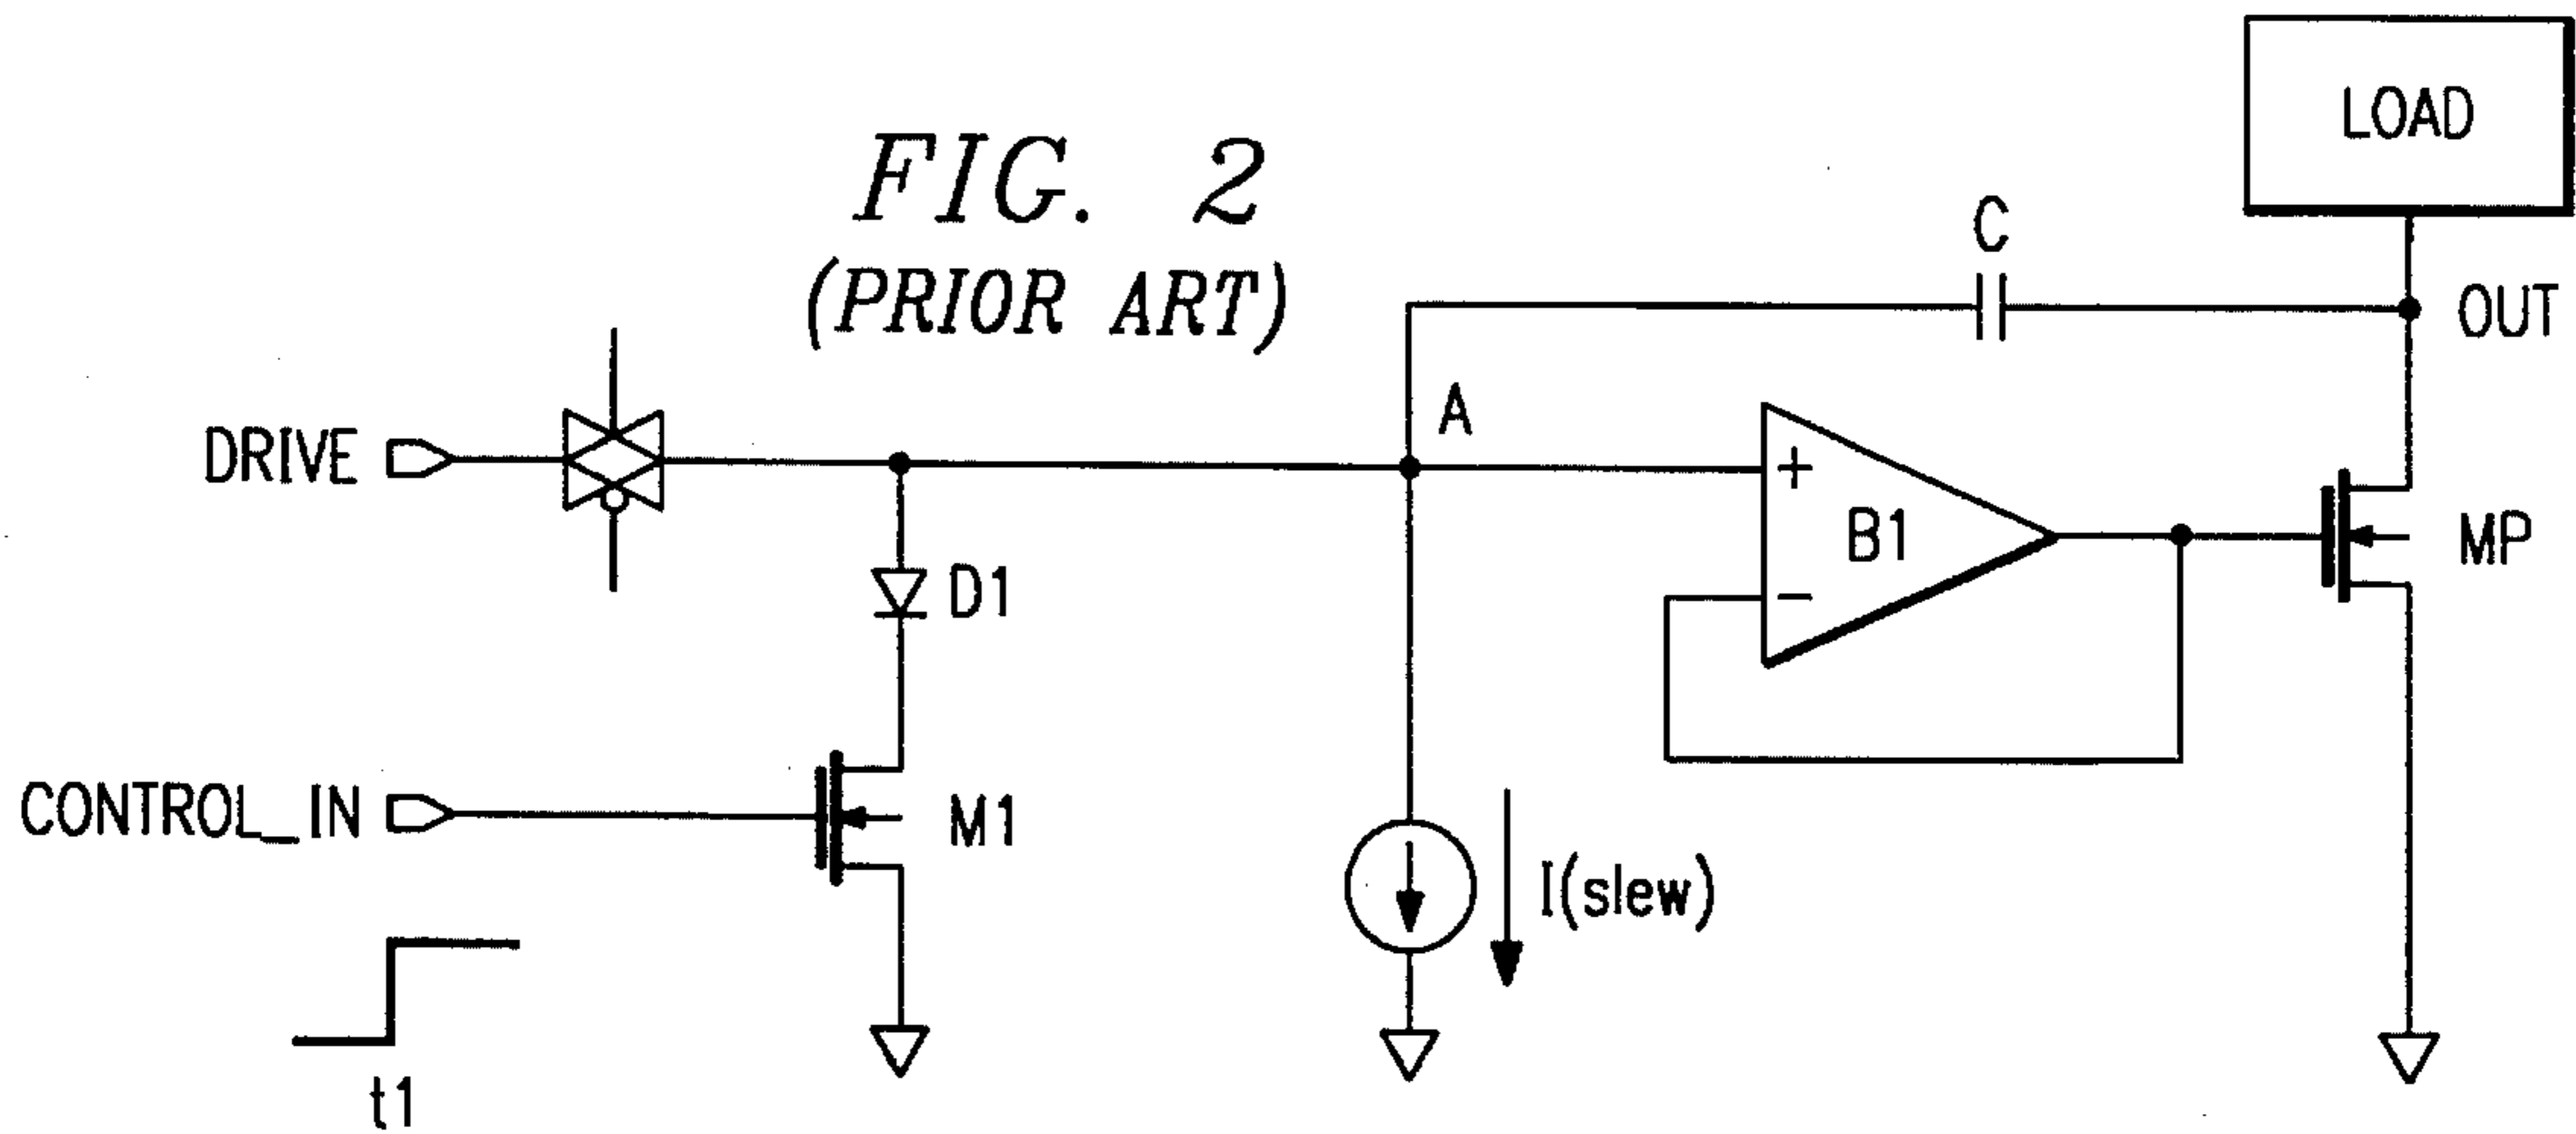 LOAD
FIG. 2
(PRIOR ART)
C
OUT
A
DRIVE
+
B1
MP
D1
-
CONTROL_IN
M1
I(slew)
t1